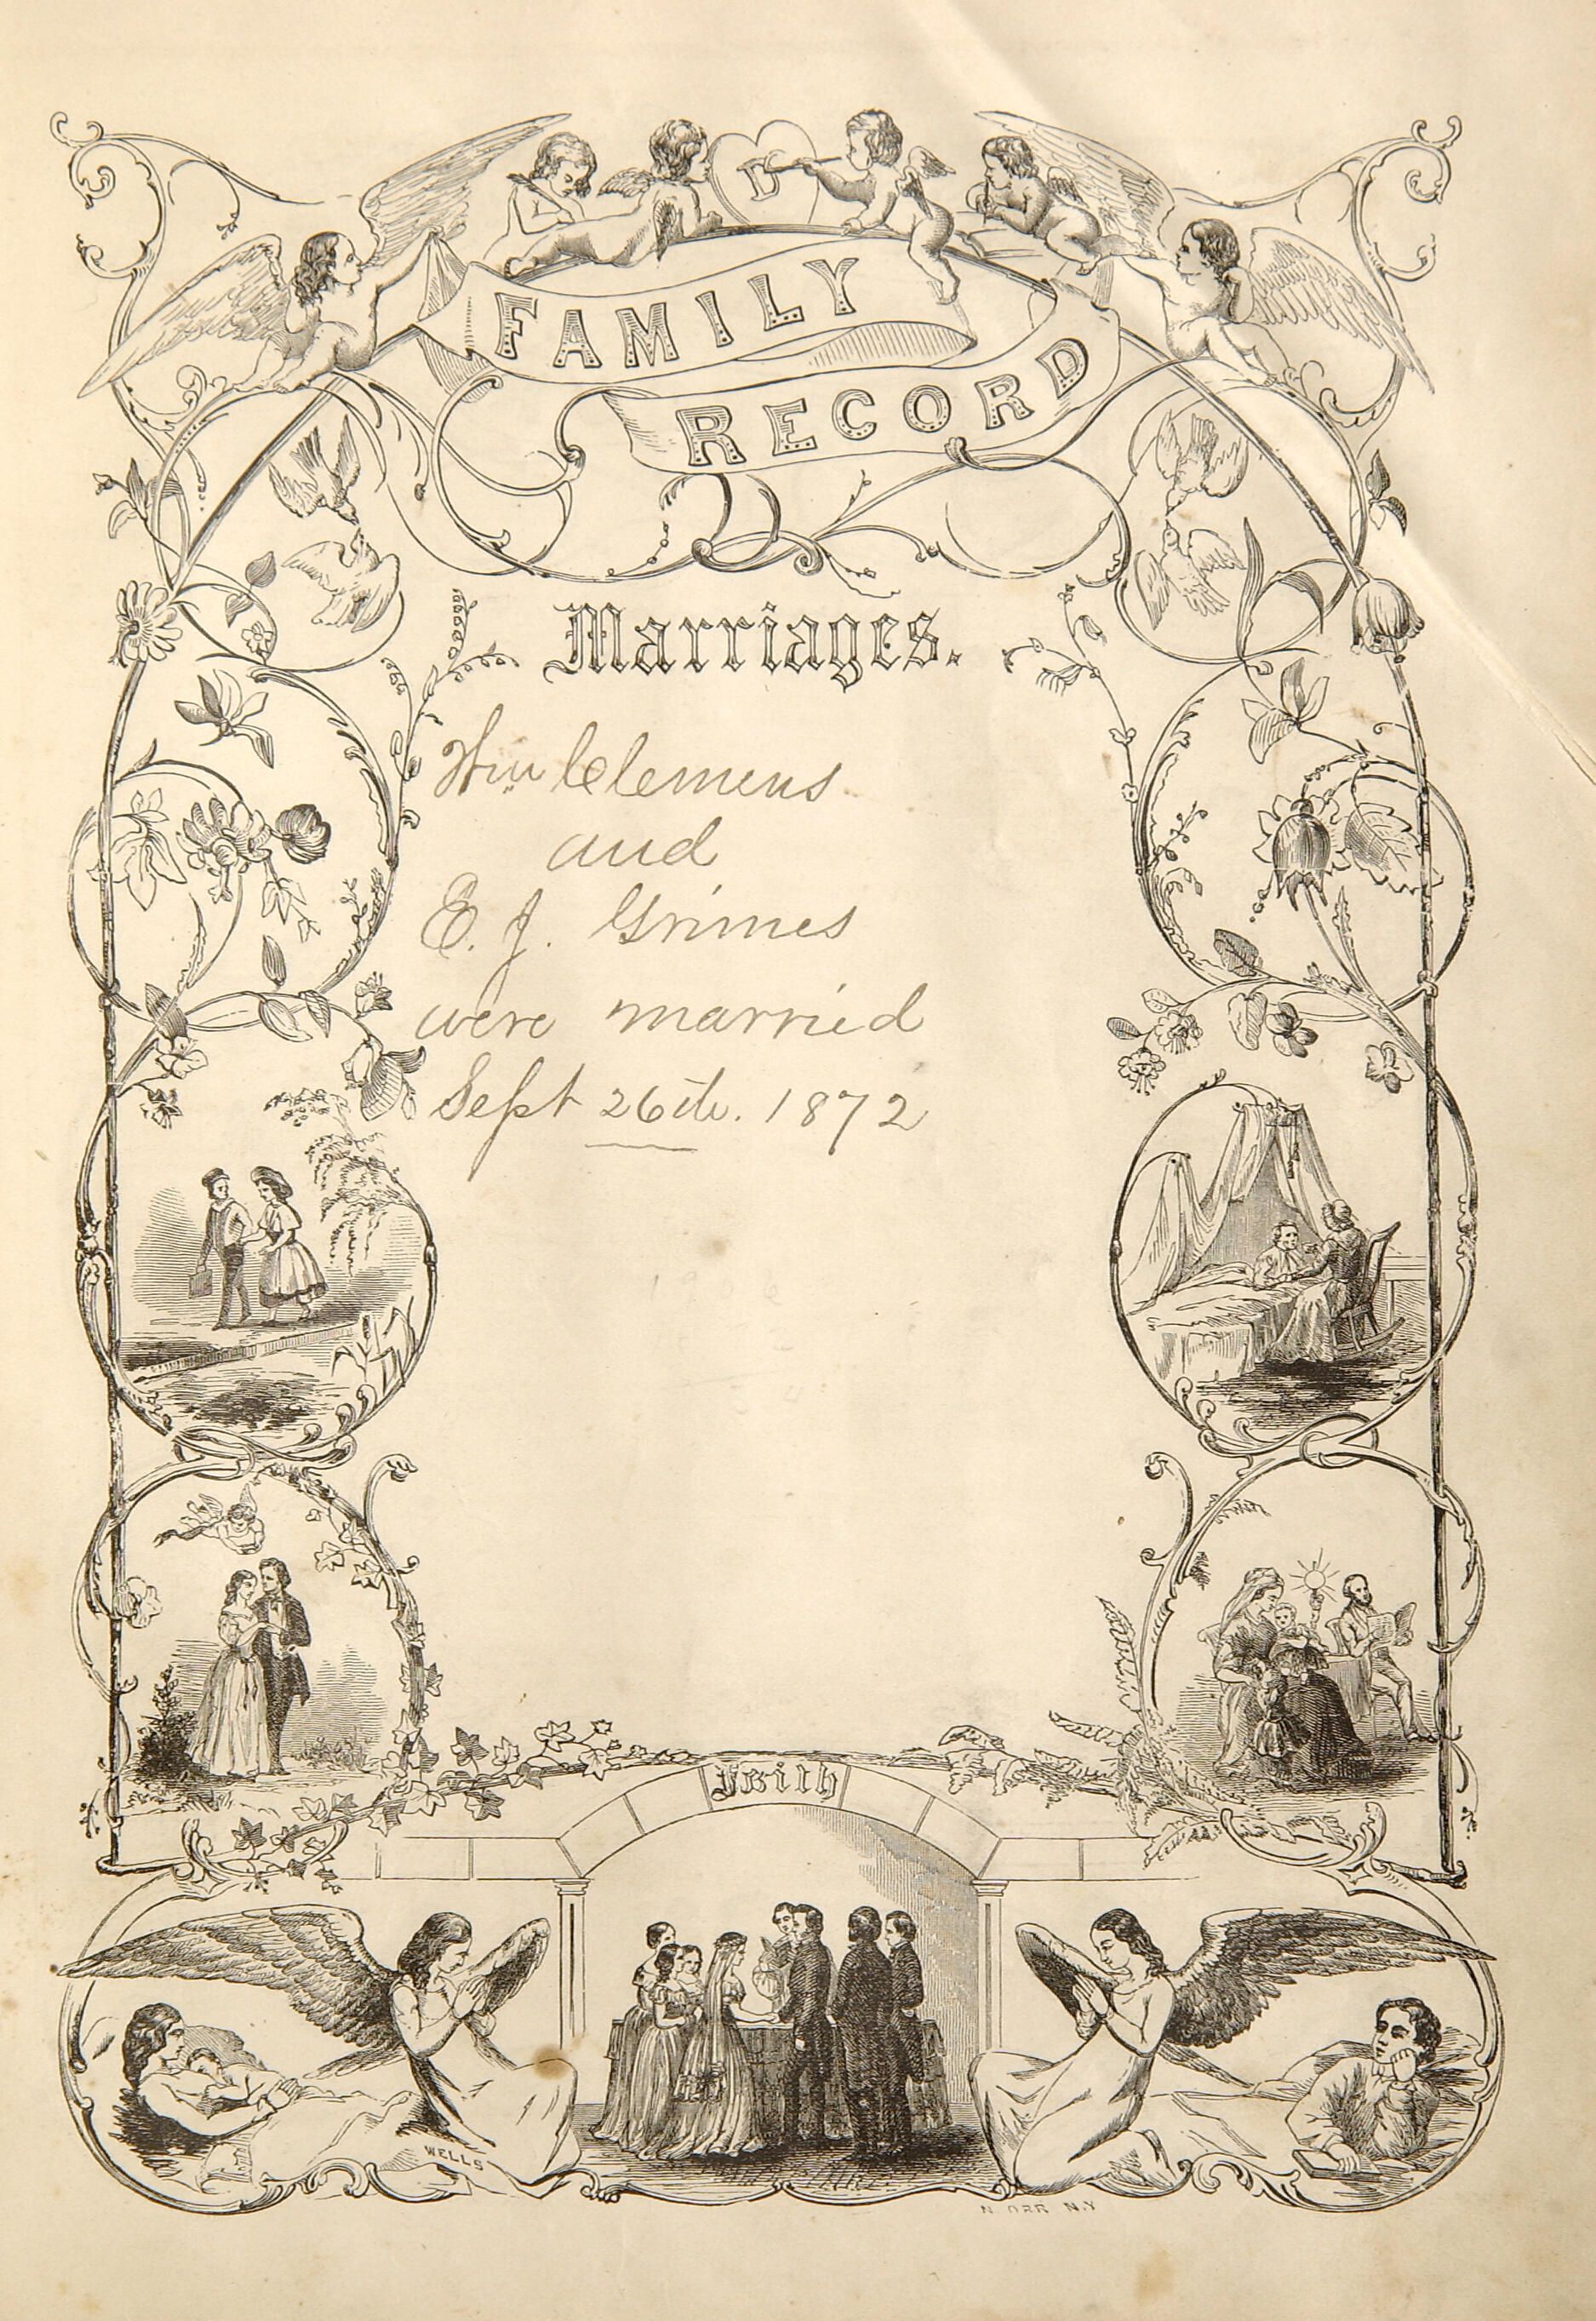 D
FAMILY
RECORD
Marriages.
Wm Clemens
and
E. J. Grimes
were married
Sept 26th. 1872
Faith
WELLS
N. ORR N.Y